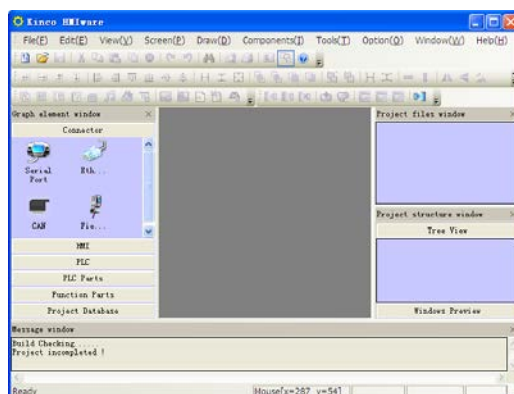 Kinco HMIware
File(F) Edit(E) View(V) Screen(P) Draw(D) Components(I) Tools(T) Option(O) Window(W) Help(H)
Graph element window
Connector
Serial Port
Eth...
CAN
Fie...
HMI
PLC
PLC Parts
Function Parts
Project Database
Project files window
Project structure window
Tree View
Windows Preview
Message window
Build Checking......
Project incompleted !
Ready
Mouse[x=287 y=54]